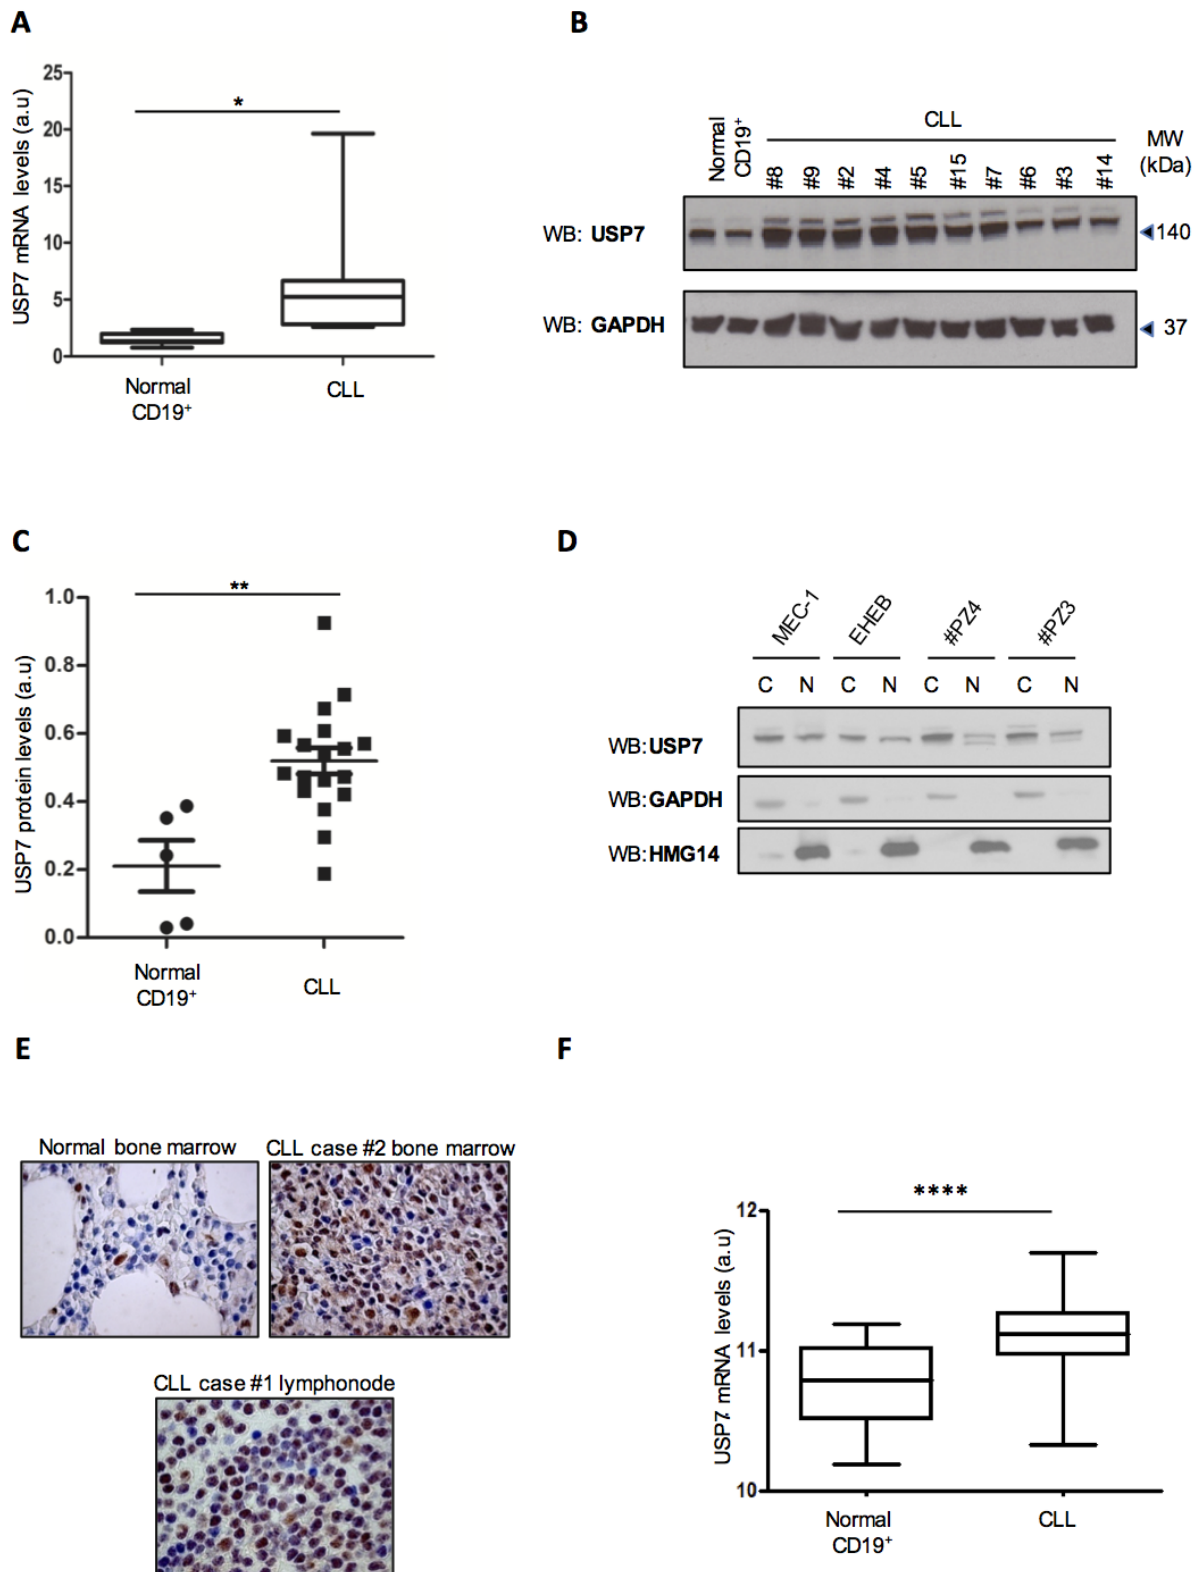 A
USP7 mRNA levels (a.u)
25
20
15
10
5
0
*
Normal
CD19+
CLL
B
Normal
CD19+
CLL
#8
#9
#2
#4
#5
#15
#7
#6
#3
#14
MW
(kDa)
WB: USP7
140
WB: GAPDH
37
C
USP7 protein levels (a.u)
1.0
0.8
0.6
0.4
0.2
0.0
**
Normal
CD19+
CLL
D
MEC-1
EHEB
#PZ4
#PZ3
C N C N C N C N
WB:USP7
WB:GAPDH
WB:HMG14
E
Normal bone marrow
CLL case #2 bone marrow
CLL case #1 lymphonode
F
USP7 mRNA levels (a.u)
12
11
10
****
Normal
CD19+
CLL